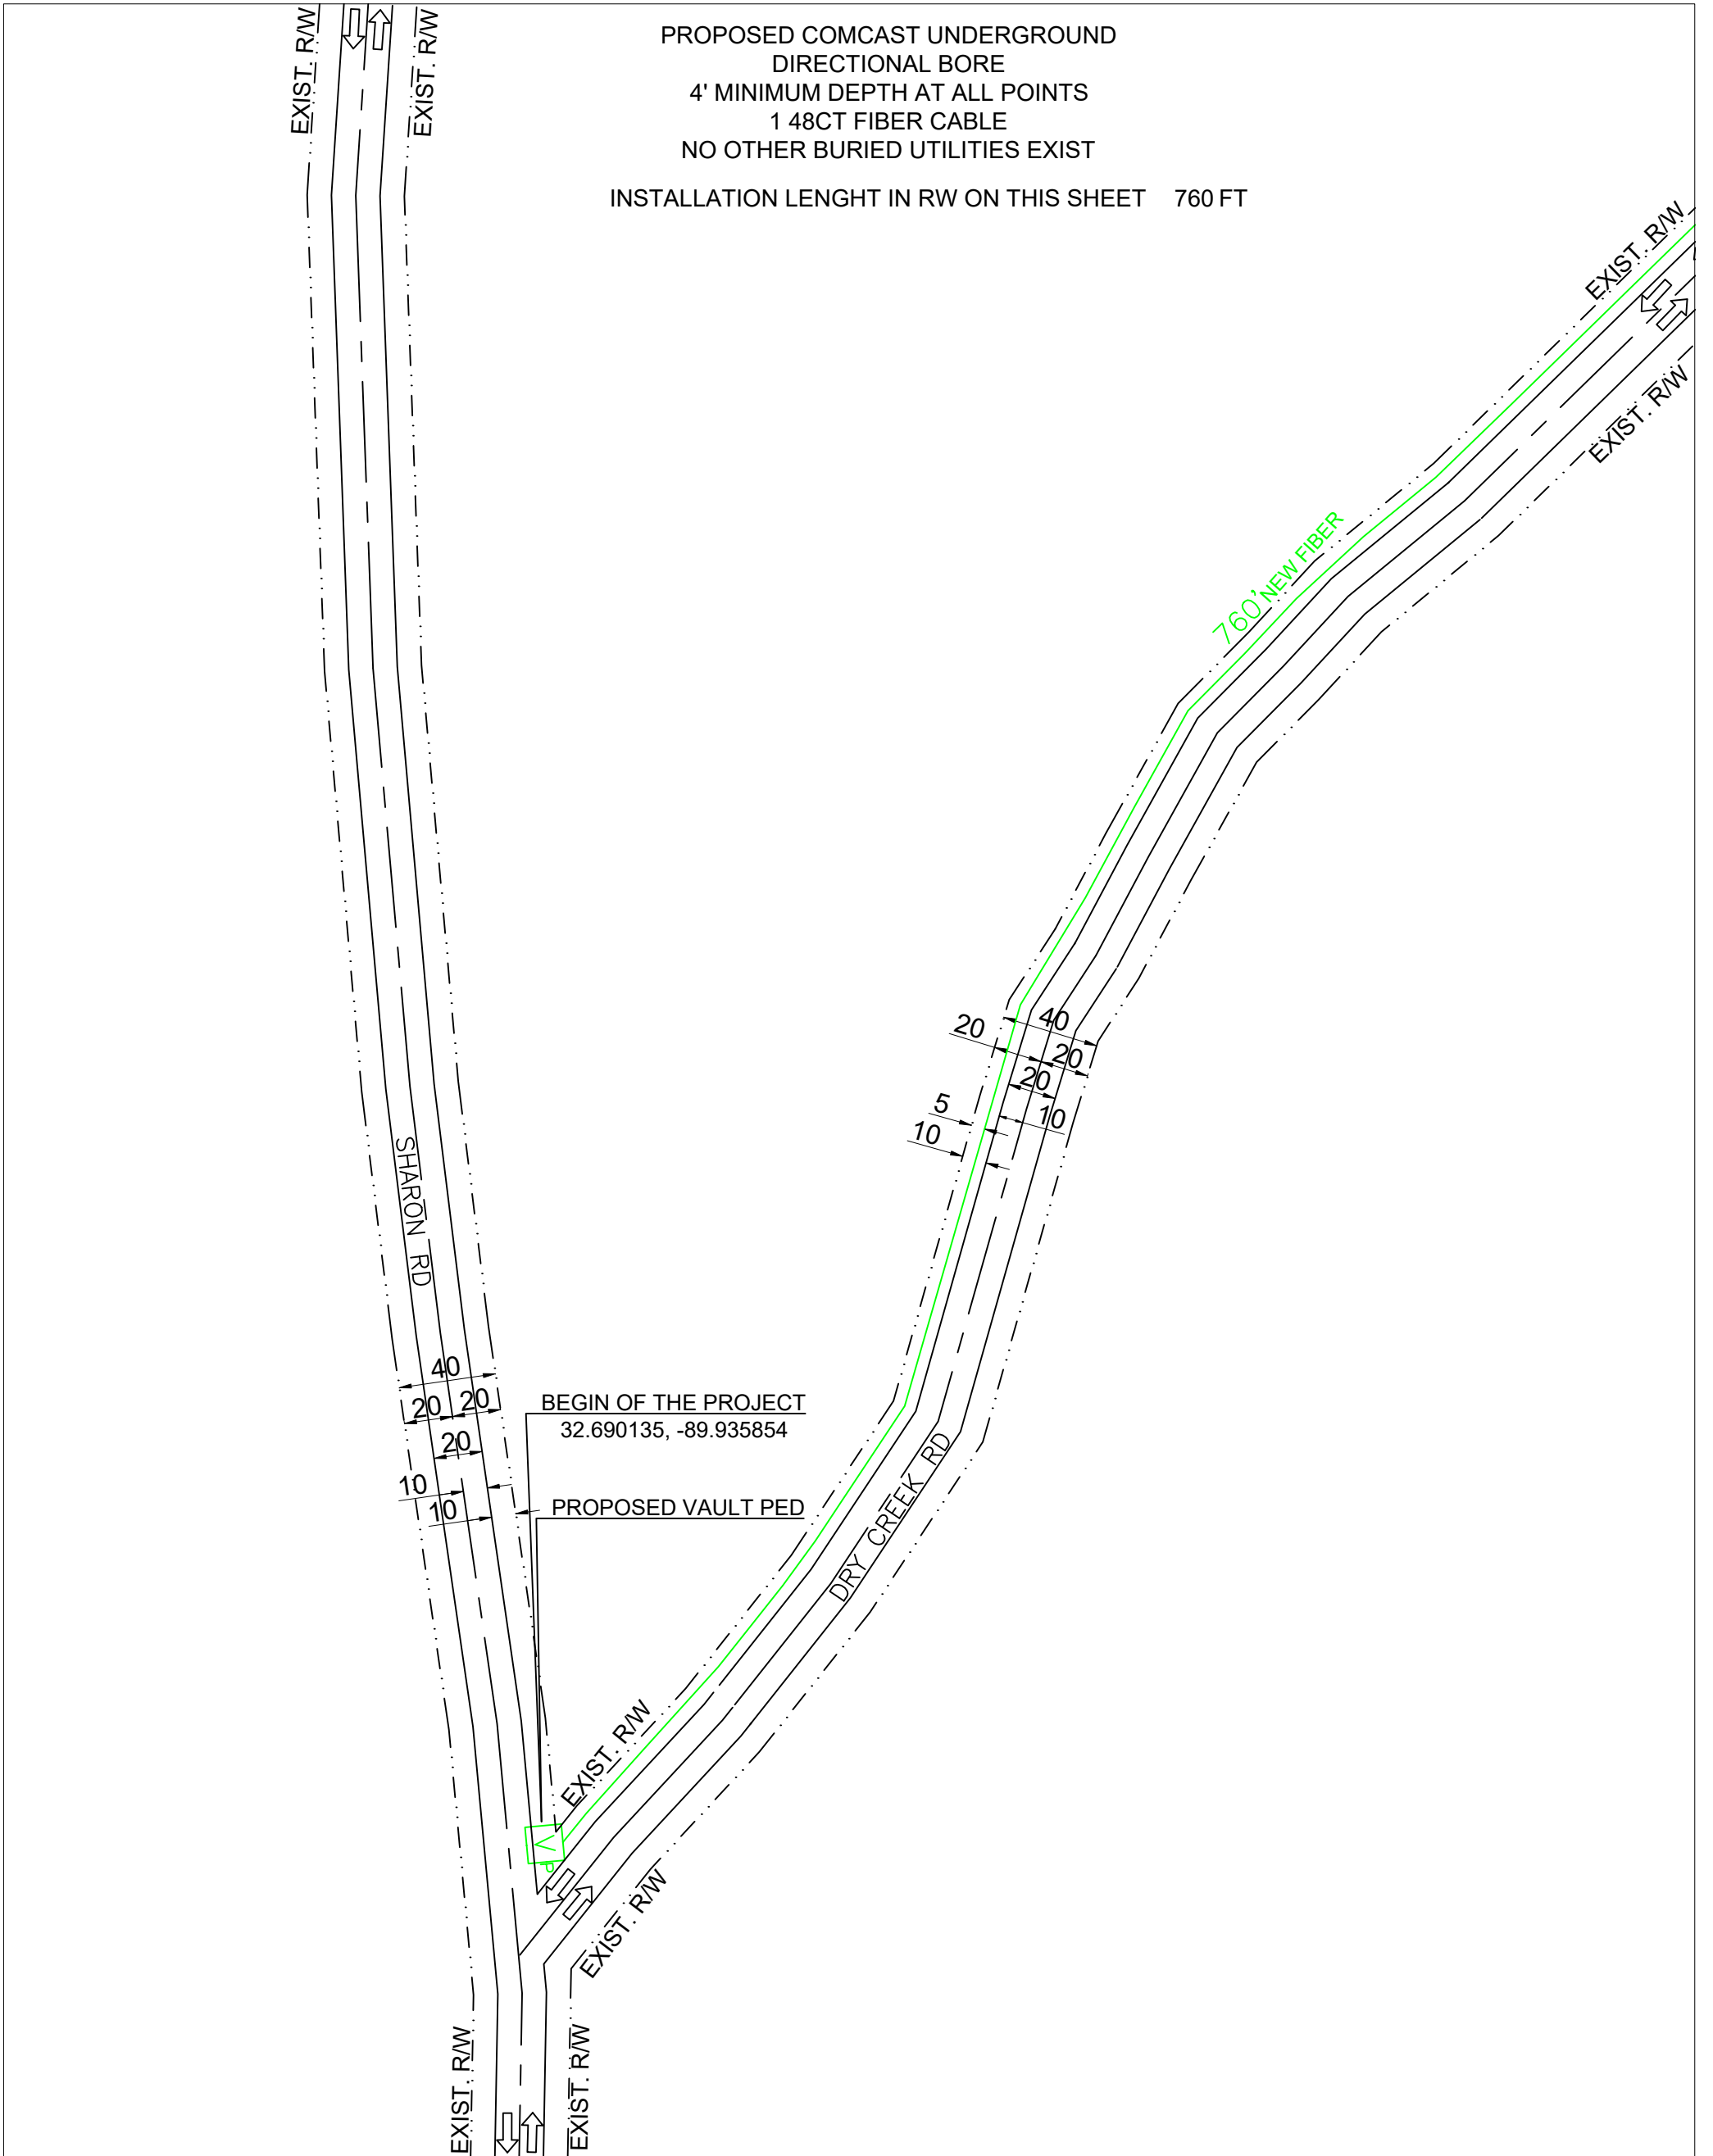 EXIST. R/W
EXIST. R/W
PROPOSED COMCAST UNDERGROUND
DIRECTIONAL BORE
4' MINIMUM DEPTH AT ALL POINTS
1 48CT FIBER CABLE
NO OTHER BURIED UTILITIES EXIST
INSTALLATION LENGHT IN RW ON THIS SHEET 760 FT
EXIST. R/W
EXIST. R/W
760' NEW FIBER
20
40
20
20
5
10
10
SHARON RD
40
20
20
20
10
10
BEGIN OF THE PROJECT
32.690135, -89.935854
PROPOSED VAULT PED
DRY CREEK RD
EXIST. R/W
V
P
EXIST. R/W
EXIST. R/W
EXIST. R/W